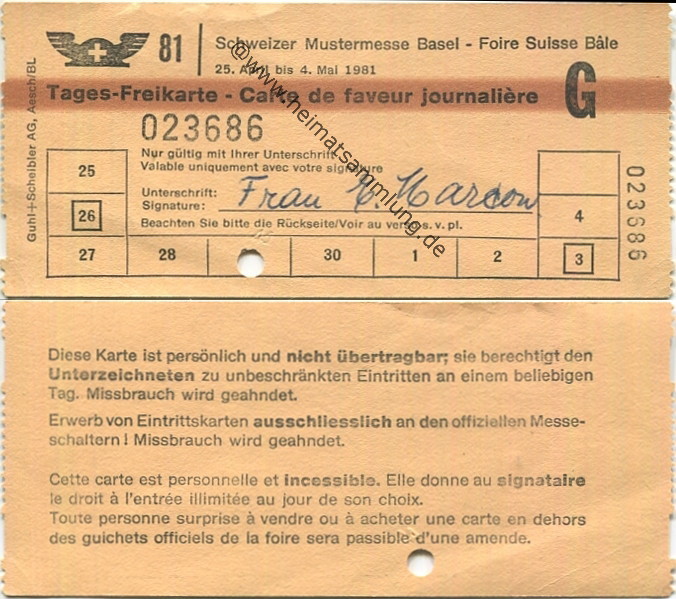 81 Schweizer Mustermesse Basel - Foire Suisse Bâle
25. April bis 4. Mai 1981
Tages-Freikarte - Carte de faveur journalière G
023686
Nur gültig mit Ihrer Unterschrift
Valable uniquement avec votre signature
Unterschrift:
Signature: Frau E. Marcow
Beachten Sie bitte die Rückseite/Voir au verso s. v. pl.
25
26 4
27 28 30 1 2 3
023686
Guhl+Scheibler AG, Aesch/BL
@www.heimatsammlung.de
Diese Karte ist persönlich und nicht übertragbar; sie berechtigt den
Unterzeichneten zu unbeschränkten Eintritten an einem beliebigen
Tag. Missbrauch wird geahndet.
Erwerb von Eintrittskarten ausschliesslich an den offiziellen Messe-
schaltern! Missbrauch wird geahndet.
Cette carte est personnelle et incessible. Elle donne au signataire
le droit à l'entrée illimitée au jour de son choix.
Toute personne surprise à vendre ou à acheter une carte en dehors
des guichets officiels de la foire sera passible d'une amende.